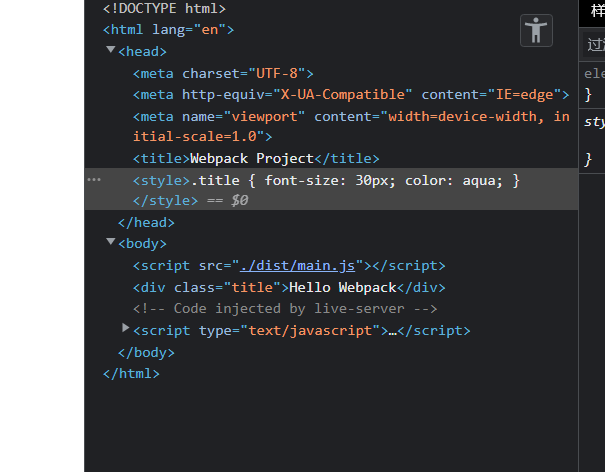 <!DOCTYPE html>
<html lang="en">
<head>
<meta charset="UTF-8">
<meta http-equiv="X-UA-Compatible" content="IE=edge">
<meta name="viewport" content="width=device-width, in
itial-scale=1.0">
<title>Webpack Project</title>
<style>.title { font-size: 30px; color: aqua; }
</style> == $0
</head>
<body>
<script src="./dist/main.js"></script>
<div class="title">Hello Webpack</div>
<!-- Code injected by live-server -->
<script type="text/javascript">…</script>
</body>
</html>
样
过
ele
}
sty
}